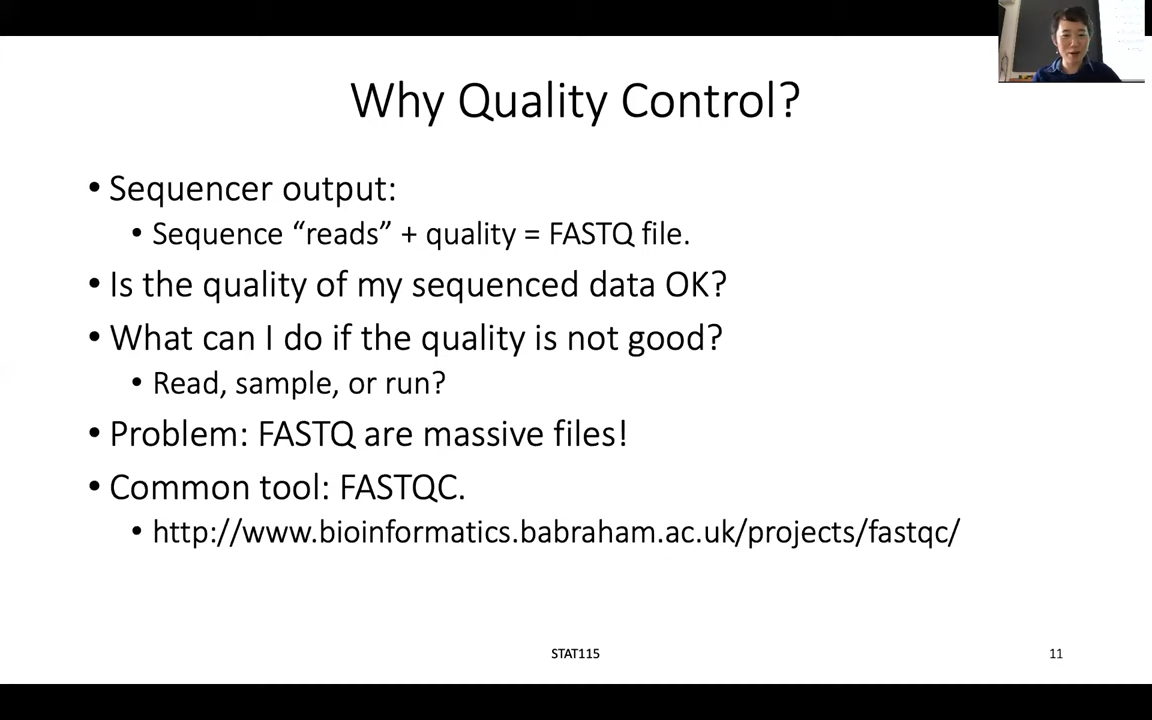 Why Quality Control?
• Sequencer output:
• Sequence “reads” + quality = FASTQ file.
• Is the quality of my sequenced data OK?
• What can I do if the quality is not good?
• Read, sample, or run?
• Problem: FASTQ are massive files!
• Common tool: FASTQC.
• http://www.bioinformatics.babraham.ac.uk/projects/fastqc/
STAT115
11